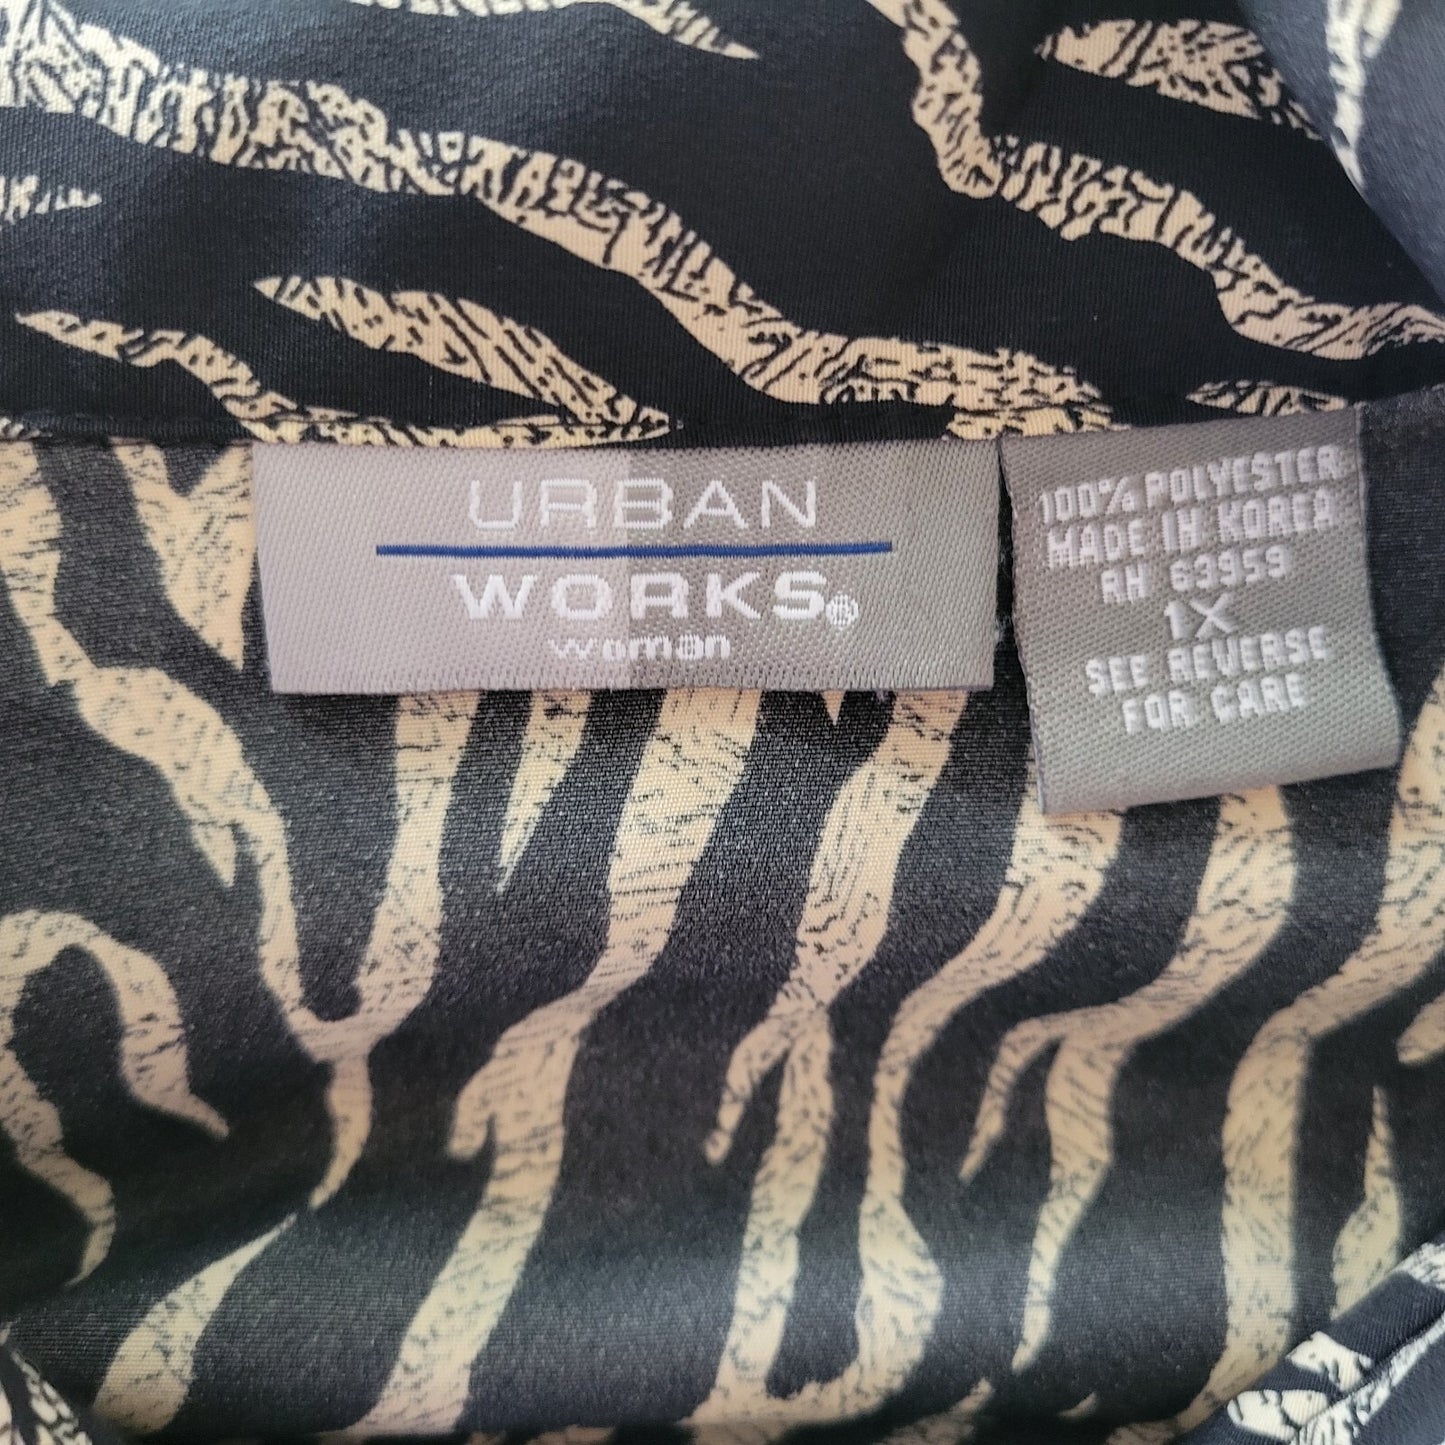 URBAN
WORKS®
woman
100% POLYESTER
MADE IN KOREA
RN 63959
1X
SEE REVERSE
FOR CARE